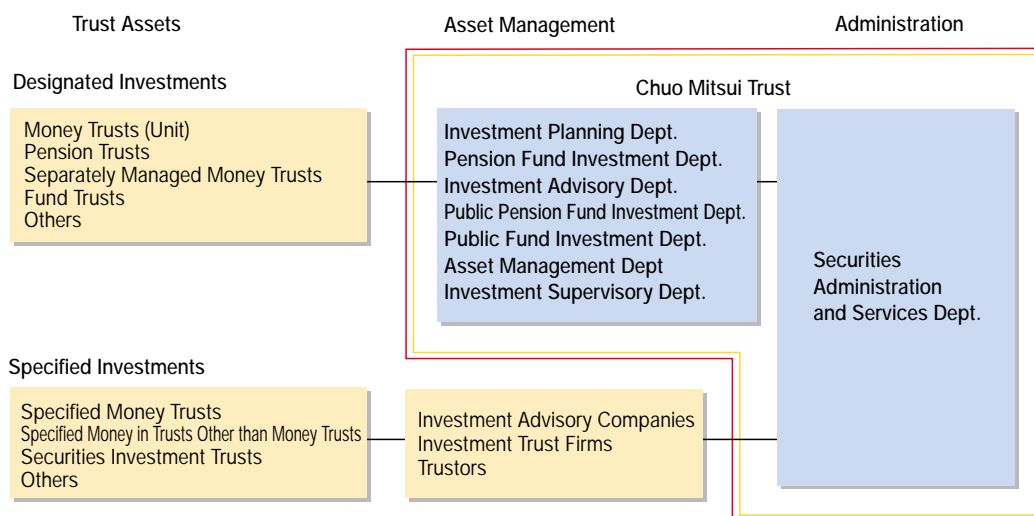 Trust Assets
Asset Management
Administration
Designated Investments
Chuo Mitsui Trust
Money Trusts (Unit)
Pension Trusts
Separately Managed Money Trusts
Fund Trusts
Others
Investment Planning Dept.
Pension Fund Investment Dept.
Investment Advisory Dept.
Public Pension Fund Investment Dept.
Public Fund Investment Dept.
Asset Management Dept
Investment Supervisory Dept.
Securities
Administration
and Services Dept.
Specified Investments
Specified Money Trusts
Specified Money in Trusts Other than Money Trusts
Securities Investment Trusts
Others
Investment Advisory Companies
Investment Trust Firms
Trustors